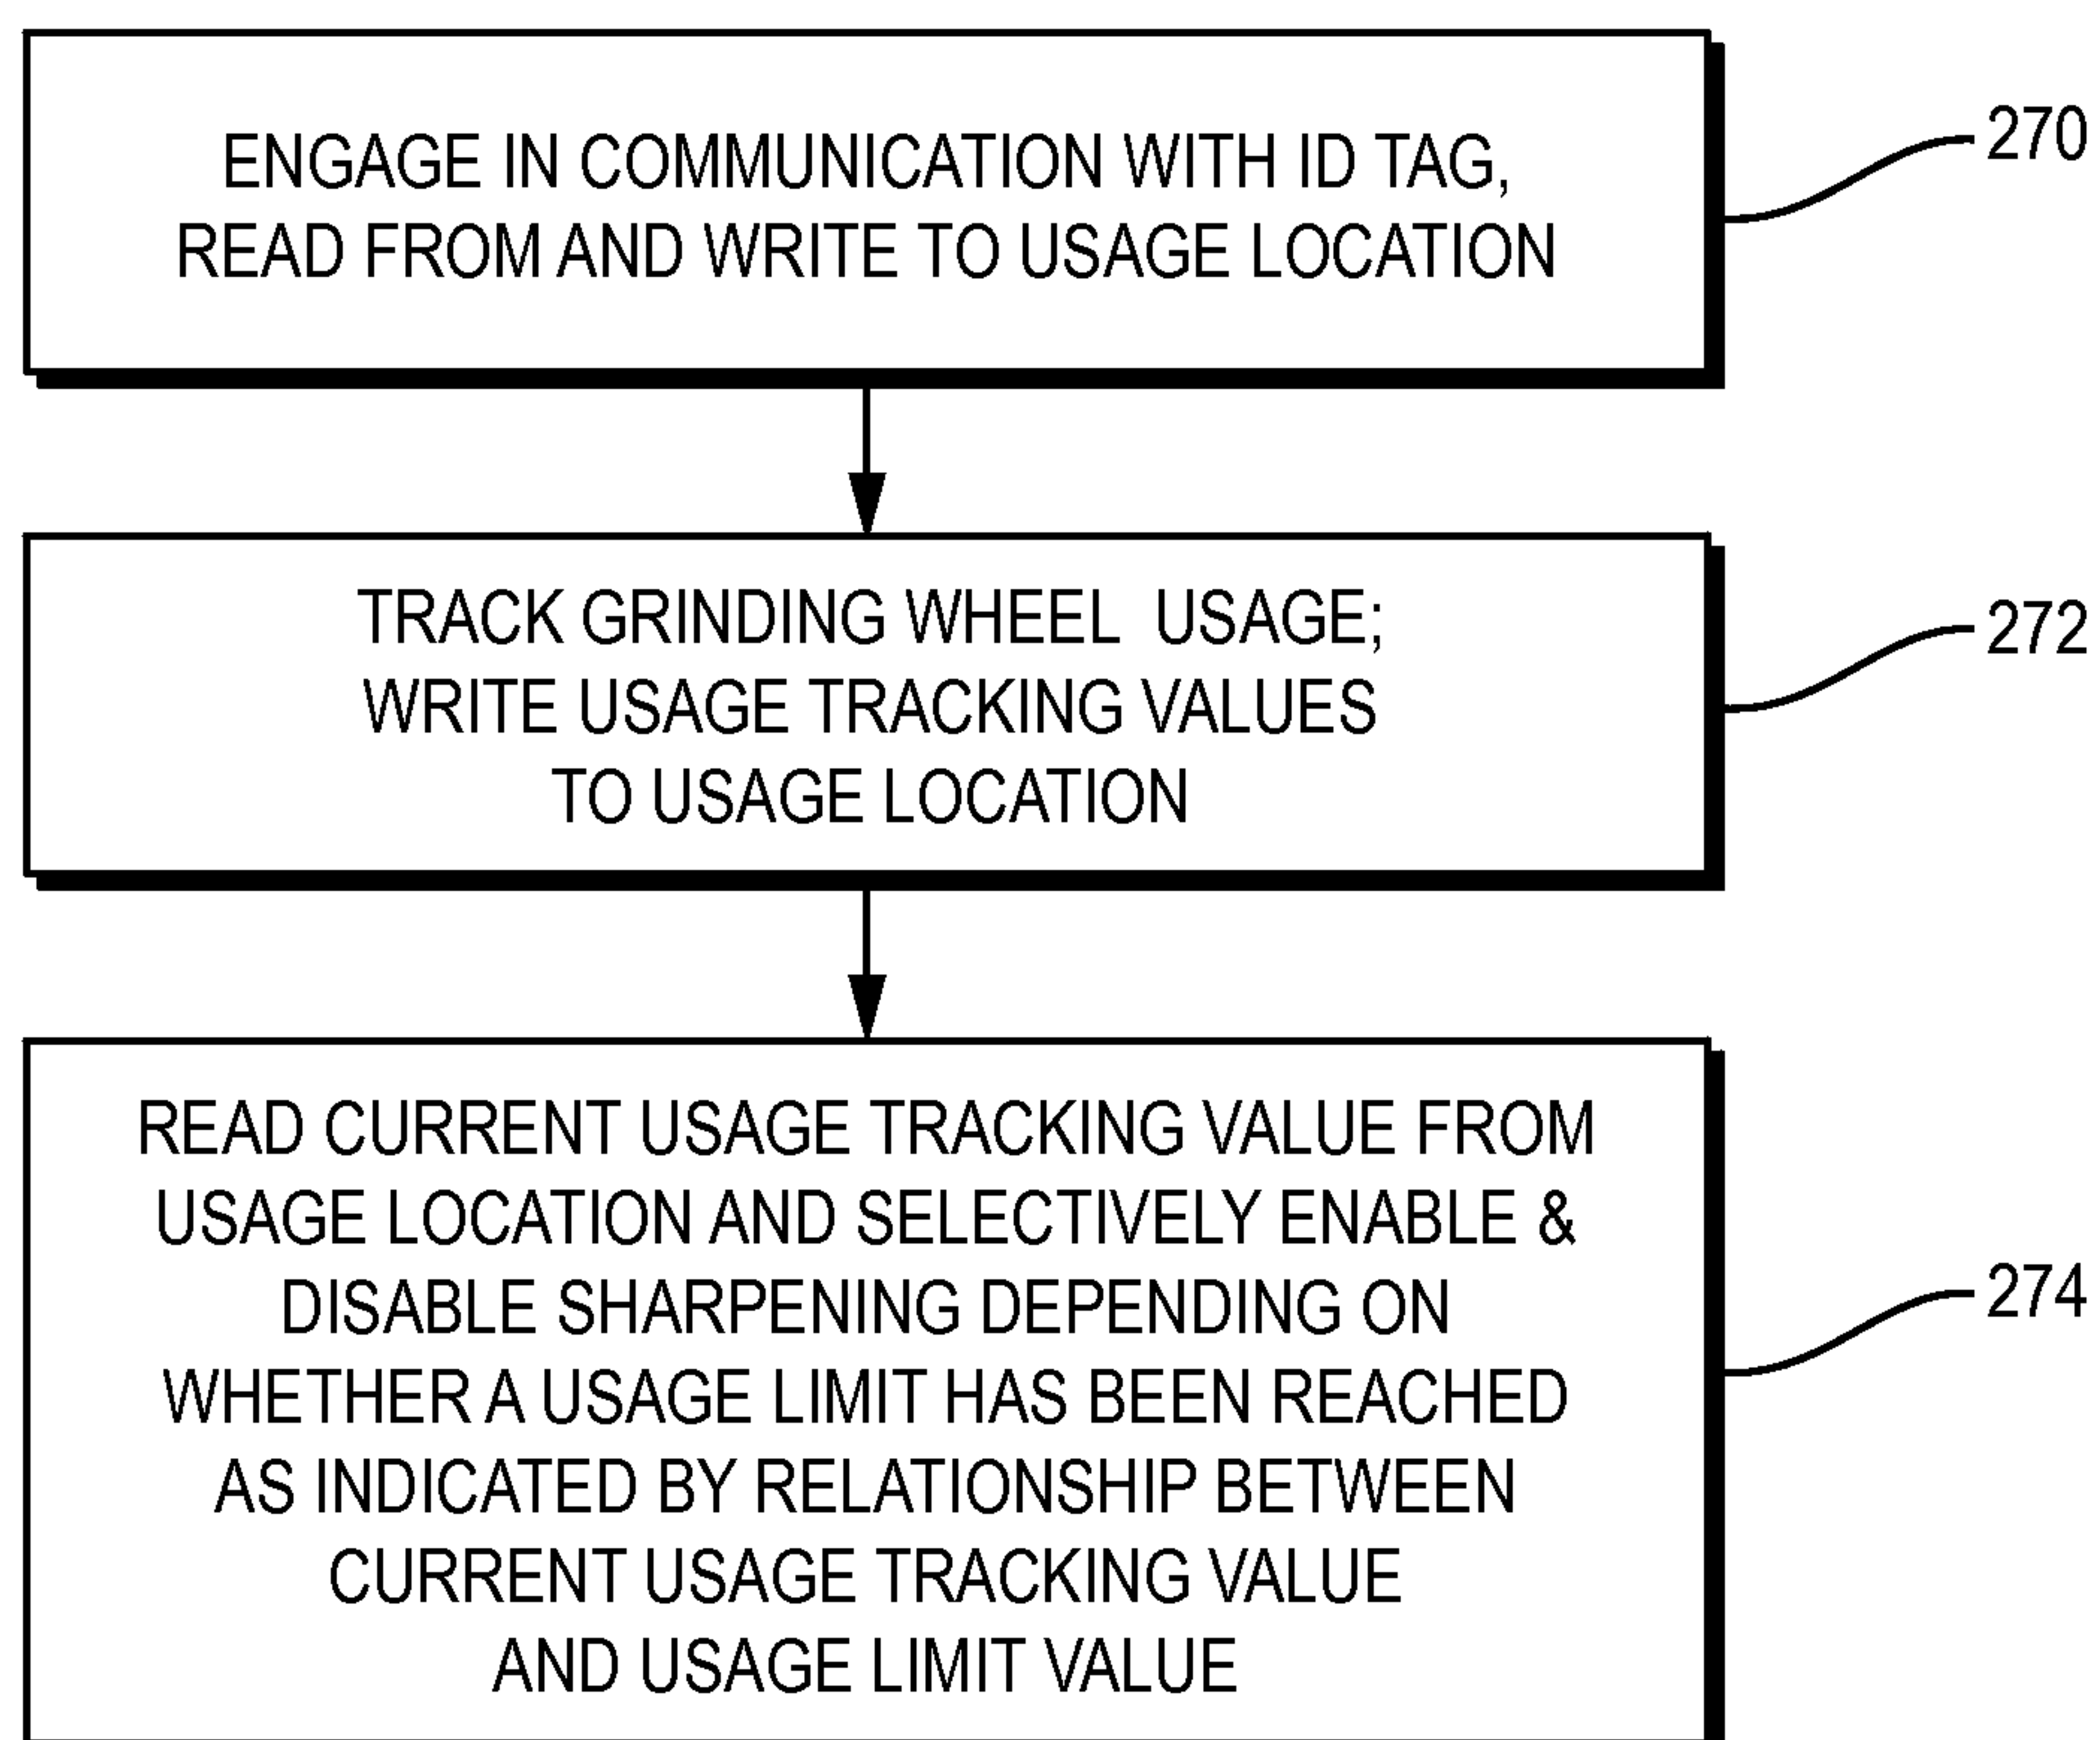 ENGAGE IN COMMUNICATION WITH ID TAG,
READ FROM AND WRITE TO USAGE LOCATION
270
TRACK GRINDING WHEEL USAGE;
WRITE USAGE TRACKING VALUES
TO USAGE LOCATION
272
READ CURRENT USAGE TRACKING VALUE FROM
USAGE LOCATION AND SELECTIVELY ENABLE &
DISABLE SHARPENING DEPENDING ON
WHETHER A USAGE LIMIT HAS BEEN REACHED
AS INDICATED BY RELATIONSHIP BETWEEN
CURRENT USAGE TRACKING VALUE
AND USAGE LIMIT VALUE
274